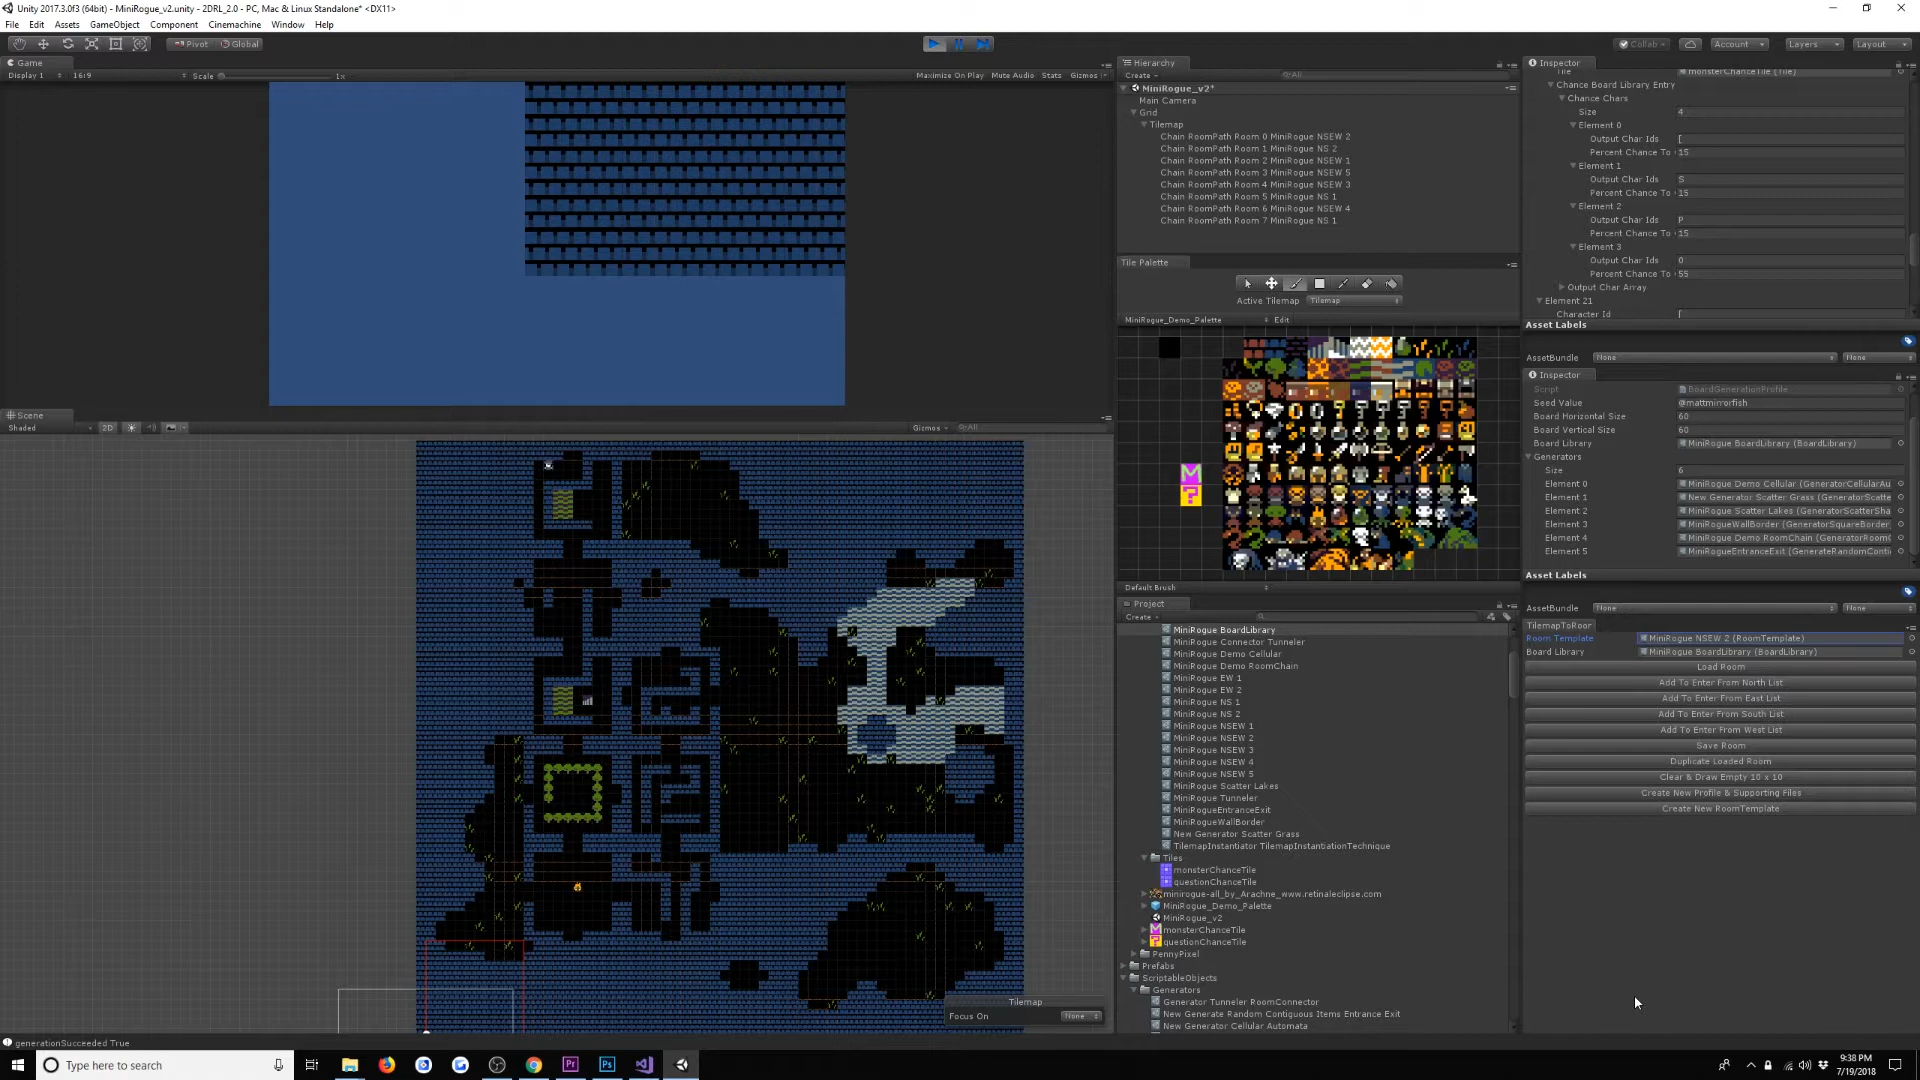 Unity 2017.3.0f3 (64bit) - MiniRogue_v2.unity - 2DRL_2.0 - PC, Mac & Linux Standalone* <DX11>
File Edit Assets GameObject Component Cinemachine Window Help
Pivot Global
Collab Account Layers Layout
Game
Display 1 16:9 Scale 1x Maximize On Play Mute Audio Stats Gizmos
Scene
Shaded 2D Gizmos All
Tilemap
Focus On None
Hierarchy
Create All
MiniRogue_v2*
Main Camera
Grid
Tilemap
Chain RoomPath Room 0 MiniRogue NSEW 2
Chain RoomPath Room 1 MiniRogue NS 2
Chain RoomPath Room 2 MiniRogue NSEW 1
Chain RoomPath Room 3 MiniRogue NSEW 5
Chain RoomPath Room 4 MiniRogue NSEW 3
Chain RoomPath Room 5 MiniRogue NS 1
Chain RoomPath Room 6 MiniRogue NSEW 4
Chain RoomPath Room 7 MiniRogue NS 1
Tile Palette
Active Tilemap Tilemap
MiniRogue_Demo_Palette Edit
M
?
Default Brush
Project
Create
MiniRogue BoardLibrary
MiniRogue Connector Tunneler
MiniRogue Demo Cellular
MiniRogue Demo RoomChain
MiniRogue EW 1
MiniRogue EW 2
MiniRogue NS 1
MiniRogue NS 2
MiniRogue NSEW 1
MiniRogue NSEW 2
MiniRogue NSEW 3
MiniRogue NSEW 4
MiniRogue NSEW 5
MiniRogue Scatter Lakes
MiniRogue Tunneler
MiniRogueEntranceExit
MiniRogueWallBorder
New Generator Scatter Grass
TilemapInstantiator TilemapInstantiationTechnique
Tiles
monsterChanceTile
questionChanceTile
minirogue-all_by_Arachne_www.retinaleclipse.com
MiniRogue_Demo_Palette
MiniRogue_v2
monsterChanceTile
questionChanceTile
PennyPixel
Prefabs
ScriptableObjects
Generators
Generator Tunneler RoomConnector
New Generate Random Contiguous Items Entrance Exit
New Generator Cellular Automata
Inspector
Tile monsterChanceTile (Tile)
Chance Board Library Entry
Chance Chars
Size 4
Element 0
Output Char Ids [
Percent Chance To 15
Element 1
Output Char Ids S
Percent Chance To 15
Element 2
Output Char Ids P
Percent Chance To 15
Element 3
Output Char Ids 0
Percent Chance To 55
Output Char Array
Element 21
Character Id [
Asset Labels
AssetBundle None None
Inspector
Script BoardGenerationProfile
Seed Value @mattmirrorfish
Board Horizontal Size 60
Board Vertical Size 60
Board Library MiniRogue BoardLibrary (BoardLibrary)
Generators
Size 6
Element 0 MiniRogue Demo Cellular (GeneratorCellularAu
Element 1 New Generator Scatter Grass (GeneratorScatte
Element 2 MiniRogue Scatter Lakes (GeneratorScatterSha
Element 3 MiniRogueWallBorder (GeneratorSquareBorder
Element 4 MiniRogue Demo RoomChain (GeneratorRoomC
Element 5 MiniRogueEntranceExit (GenerateRandomConti
Asset Labels
AssetBundle None None
TilemapToRoor
Room Template MiniRogue NSEW 2 (RoomTemplate)
Board Library MiniRogue BoardLibrary (BoardLibrary)
Load Room
Add To Enter From North List
Add To Enter From East List
Add To Enter From South List
Add To Enter From West List
Save Room
Duplicate Loaded Room
Clear & Draw Empty 10 x 10
Create New Profile & Supporting Files
Create New RoomTemplate
generationSucceeded True
Type here to search
9:38 PM
7/19/2018